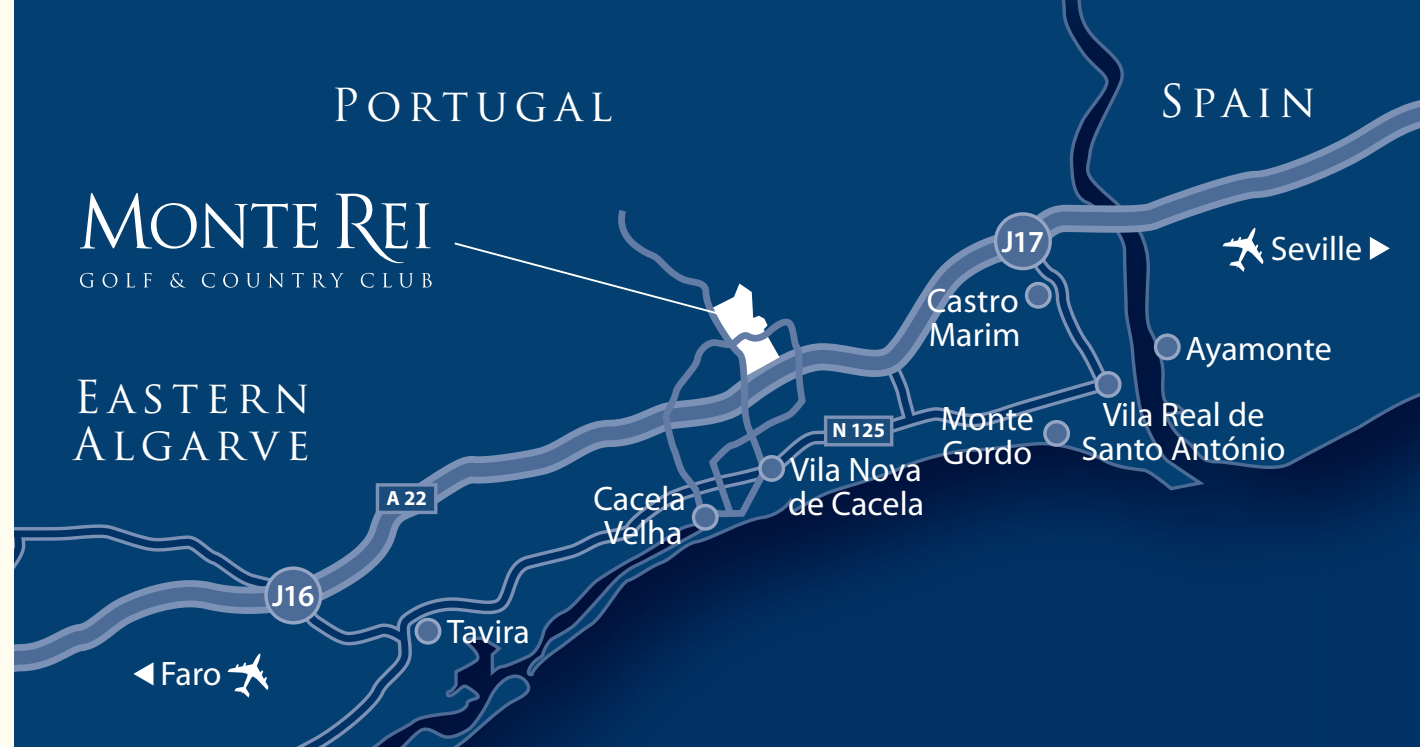 PORTUGAL
SPAIN
MONTE REI
GOLF & COUNTRY CLUB
J17
Seville
Castro
Marim
Ayamonte
EASTERN
ALGARVE
Monte
Gordo
Vila Real de
Santo António
N 125
Vila Nova
de Cacela
A 22
Cacela
Velha
J16
Tavira
Faro